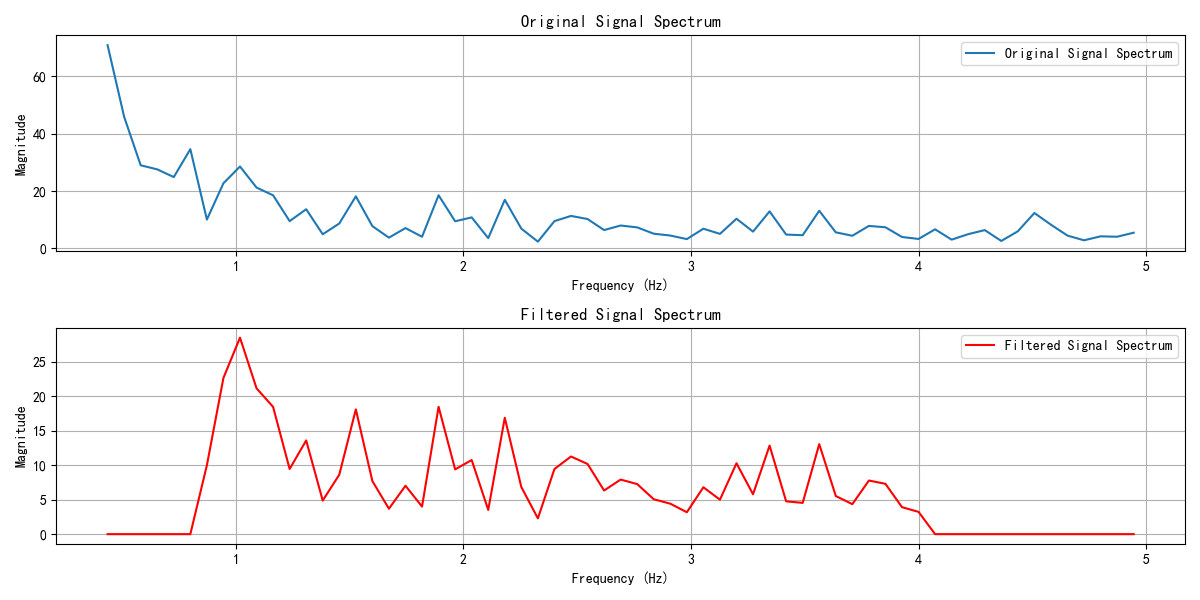 Original Signal Spectrum
Original Signal Spectrum
Magnitude
60
40
20
0
1 2 3 4 5
Frequency (Hz)
Filtered Signal Spectrum
Filtered Signal Spectrum
Magnitude
25
20
15
10
5
0
1 2 3 4 5
Frequency (Hz)